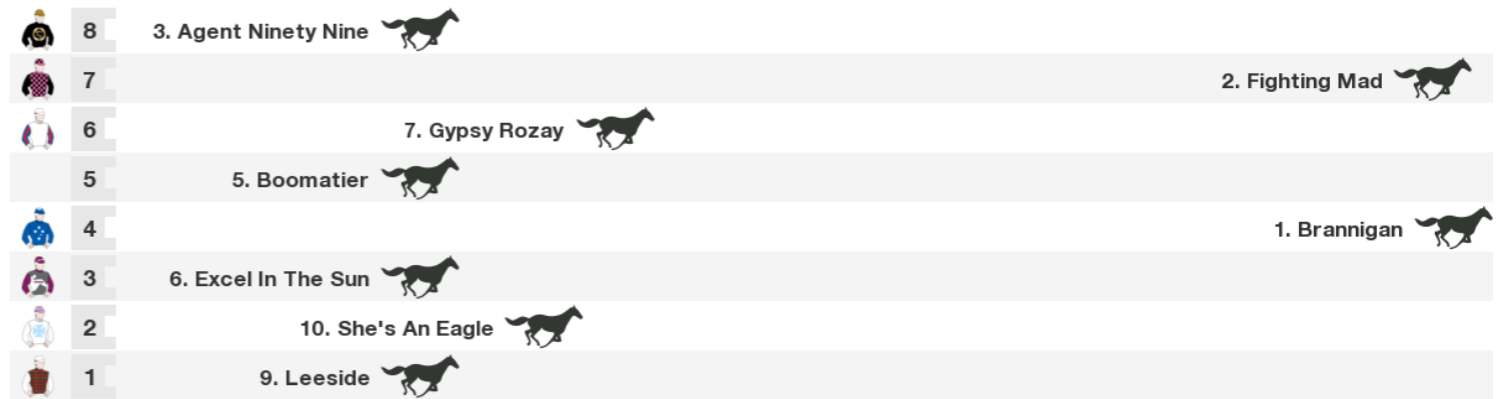 8 3. Agent Ninety Nine
7 2. Fighting Mad
6 7. Gypsy Rozay
5 5. Boomatier
4 1. Brannigan
3 6. Excel In The Sun
2 10. She's An Eagle
1 9. Leeside